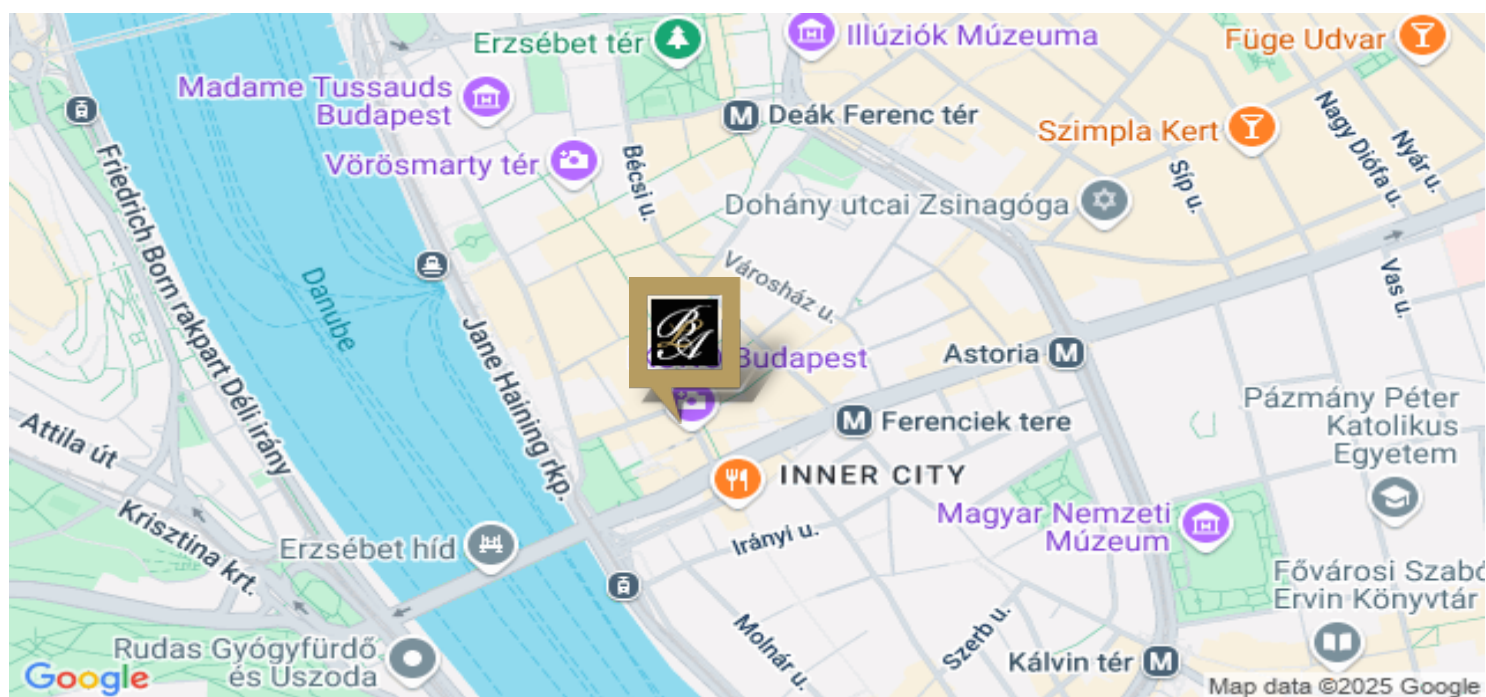 Erzsébet tér
Illúziók Múzeuma
Füge Udvar
Madame Tussauds
Budapest
Deák Ferenc tér
Szimpla Kert
Nagy Diófa u.
Nyár u.
Vörösmarty tér
Bécsi u.
Síp u.
Dohány utcai Zsinagóga
Friedrich Born rakpart Déli irány
Danube
Városház u.
Vas u.
Jane Haining rkp.
B
2
A
Budapest
Astoria
Ferenciek tere
Pázmány Péter
Katolikus
Egyetem
Attila út
INNER CITY
Krisztina krt.
Magyar Nemzeti
Múzeum
Irányi u.
Erzsébet híd
Fővárosi Szabó
Ervin Könyvtár
Molnár u.
Szerb u.
Rudas Gyógyfürdő
és Uszoda
Kálvin tér
Google
Map data ©2025 Google